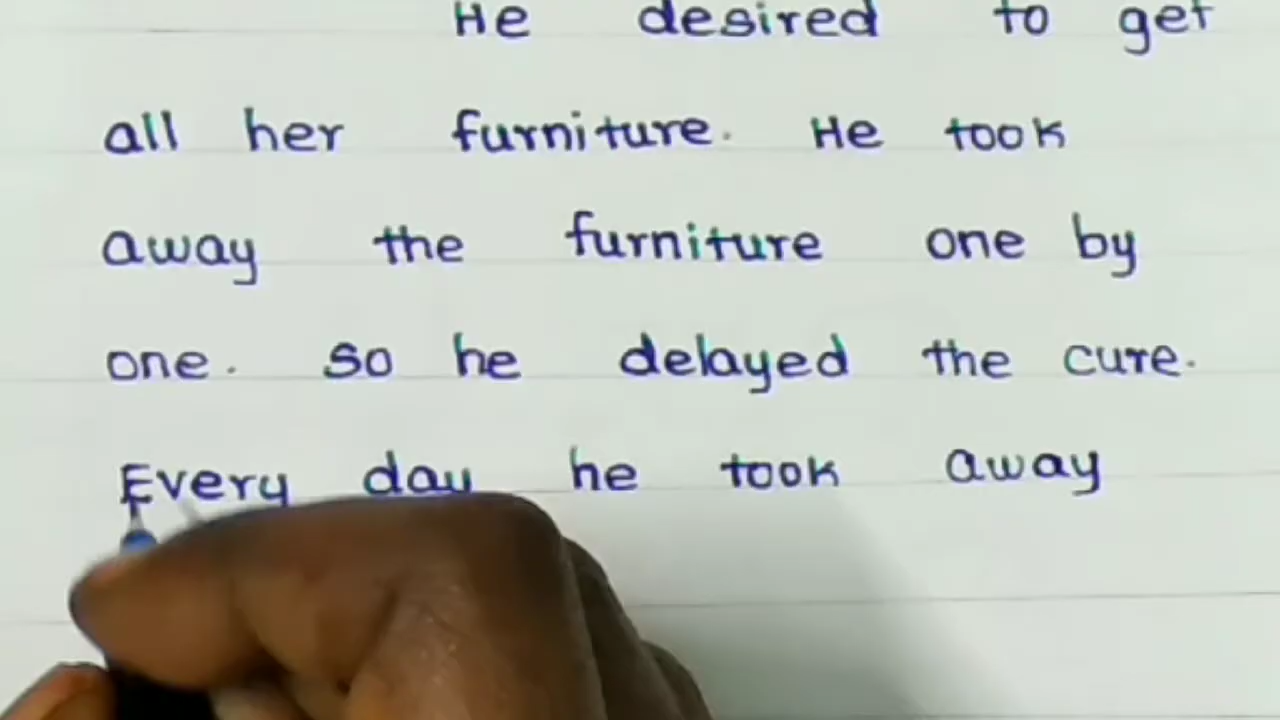 He desired to get
all her furniture. He took
away the furniture one by
one. So he delayed the cure.
Every day he took away